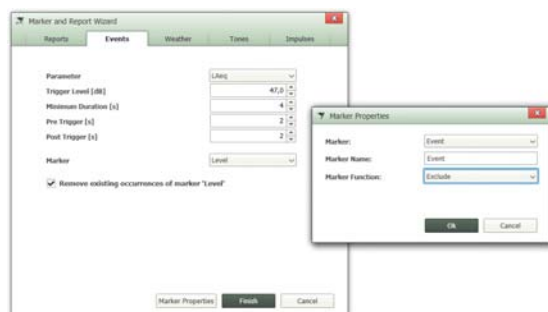 Marker and Report Wizard
Reports Events Weather Tones Impulses
Parameter LAeq
Trigger Level [dB] 47,0
Minimum Duration [s] 4
Pre Trigger [s] 2
Post Trigger [s] 2
Marker Level
Remove existing occurrences of marker 'Level'
Marker Properties Finish Cancel
Marker Properties
Marker: Event
Marker Name: Event
Marker Function: Exclude
Ok Cancel